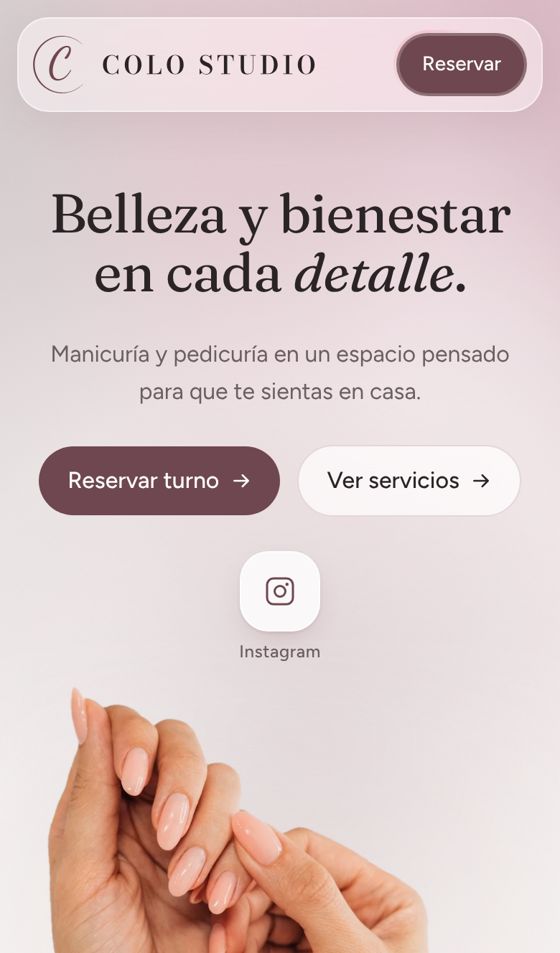 C COLO STUDIO
Reservar
Belleza y bienestar
en cada detalle.
Manicuría y pedicuría en un espacio pensado
para que te sientas en casa.
Reservar turno →
Ver servicios →
Instagram